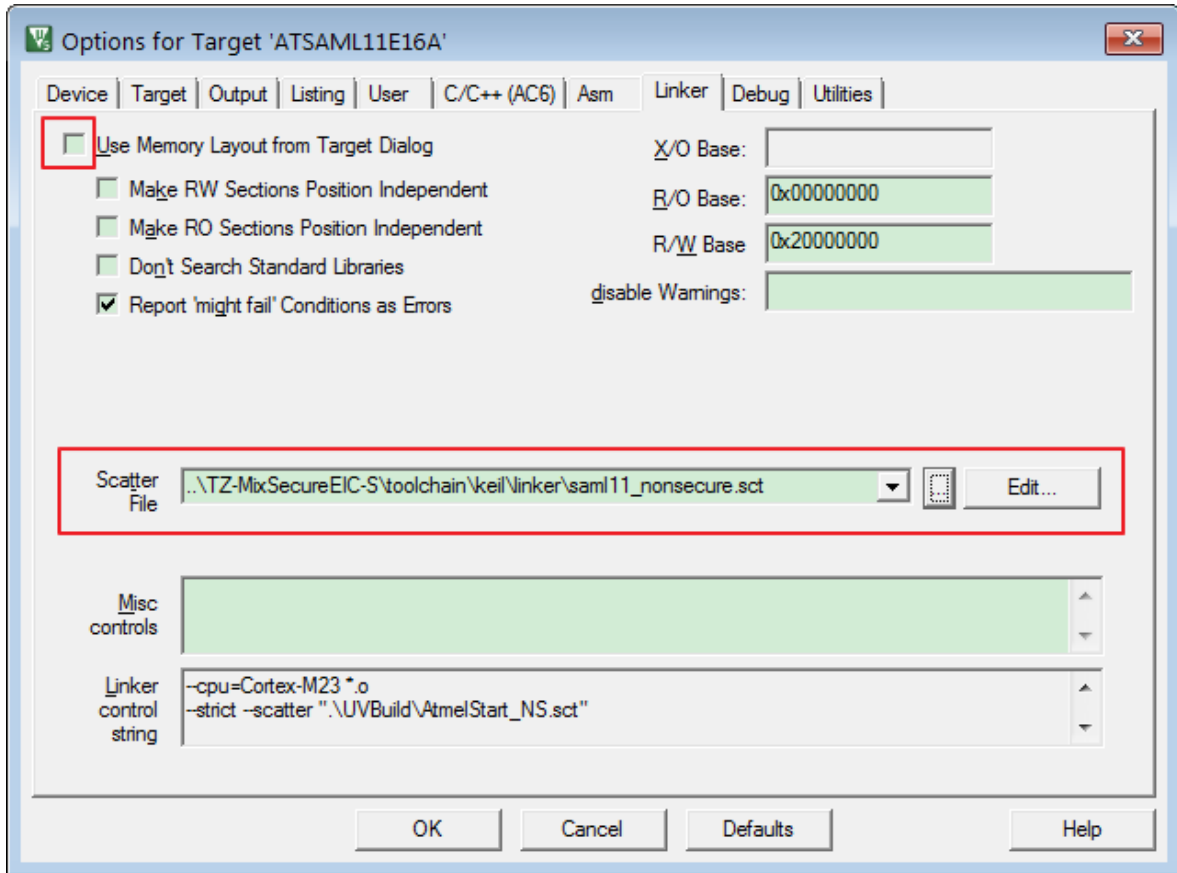 Options for Target 'ATSAML11E16A'
Device Target Output Listing User C/C++ (AC6) Asm Linker Debug Utilities
Use Memory Layout from Target Dialog
X/O Base:
Make RW Sections Position Independent
R/O Base: 0x00000000
Make RO Sections Position Independent
R/W Base 0x20000000
Don't Search Standard Libraries
disable Warnings:
Report 'might fail' Conditions as Errors
Scatter
File
..\TZ-MixSecureEIC-S\toolchain\keil\linker\saml11_nonsecure.sct
...
Edit...
Misc
controls
Linker
control
string
--cpu=Cortex-M23 *.o
--strict --scatter ".\UVBuild\AtmelStart_NS.sct"
OK Cancel Defaults Help